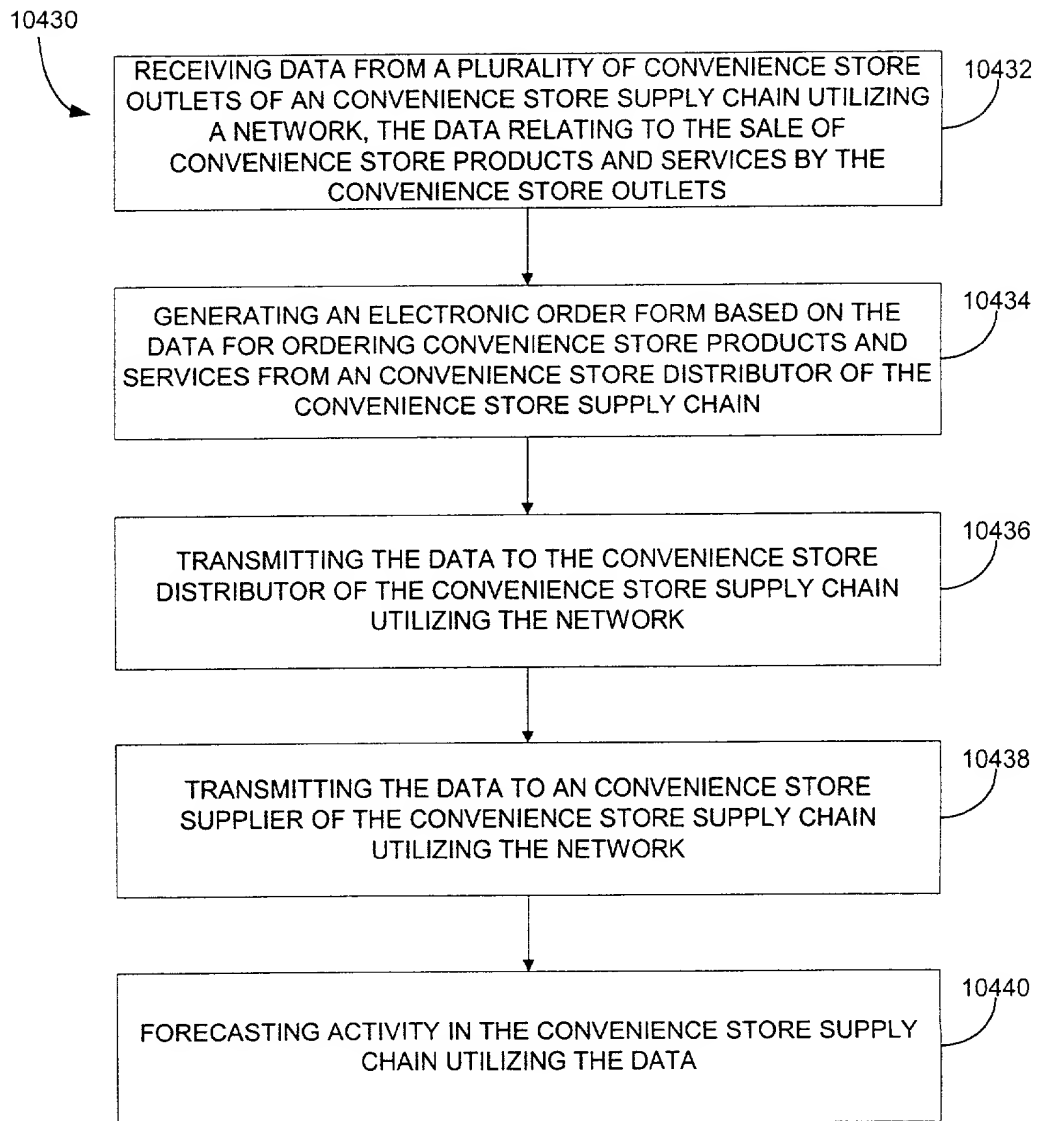 10430
RECEIVING DATA FROM A PLURALITY OF CONVENIENCE STORE
OUTLETS OF AN CONVENIENCE STORE SUPPLY CHAIN UTILIZING
A NETWORK, THE DATA RELATING TO THE SALE OF
CONVENIENCE STORE PRODUCTS AND SERVICES BY THE
CONVENIENCE STORE OUTLETS
10432
GENERATING AN ELECTRONIC ORDER FORM BASED ON THE
DATA FOR ORDERING CONVENIENCE STORE PRODUCTS AND
SERVICES FROM AN CONVENIENCE STORE DISTRIBUTOR OF THE
CONVENIENCE STORE SUPPLY CHAIN
10434
TRANSMITTING THE DATA TO THE CONVENIENCE STORE
DISTRIBUTOR OF THE CONVENIENCE STORE SUPPLY CHAIN
UTILIZING THE NETWORK
10436
TRANSMITTING THE DATA TO AN CONVENIENCE STORE
SUPPLIER OF THE CONVENIENCE STORE SUPPLY CHAIN
UTILIZING THE NETWORK
10438
FORECASTING ACTIVITY IN THE CONVENIENCE STORE SUPPLY
CHAIN UTILIZING THE DATA
10440